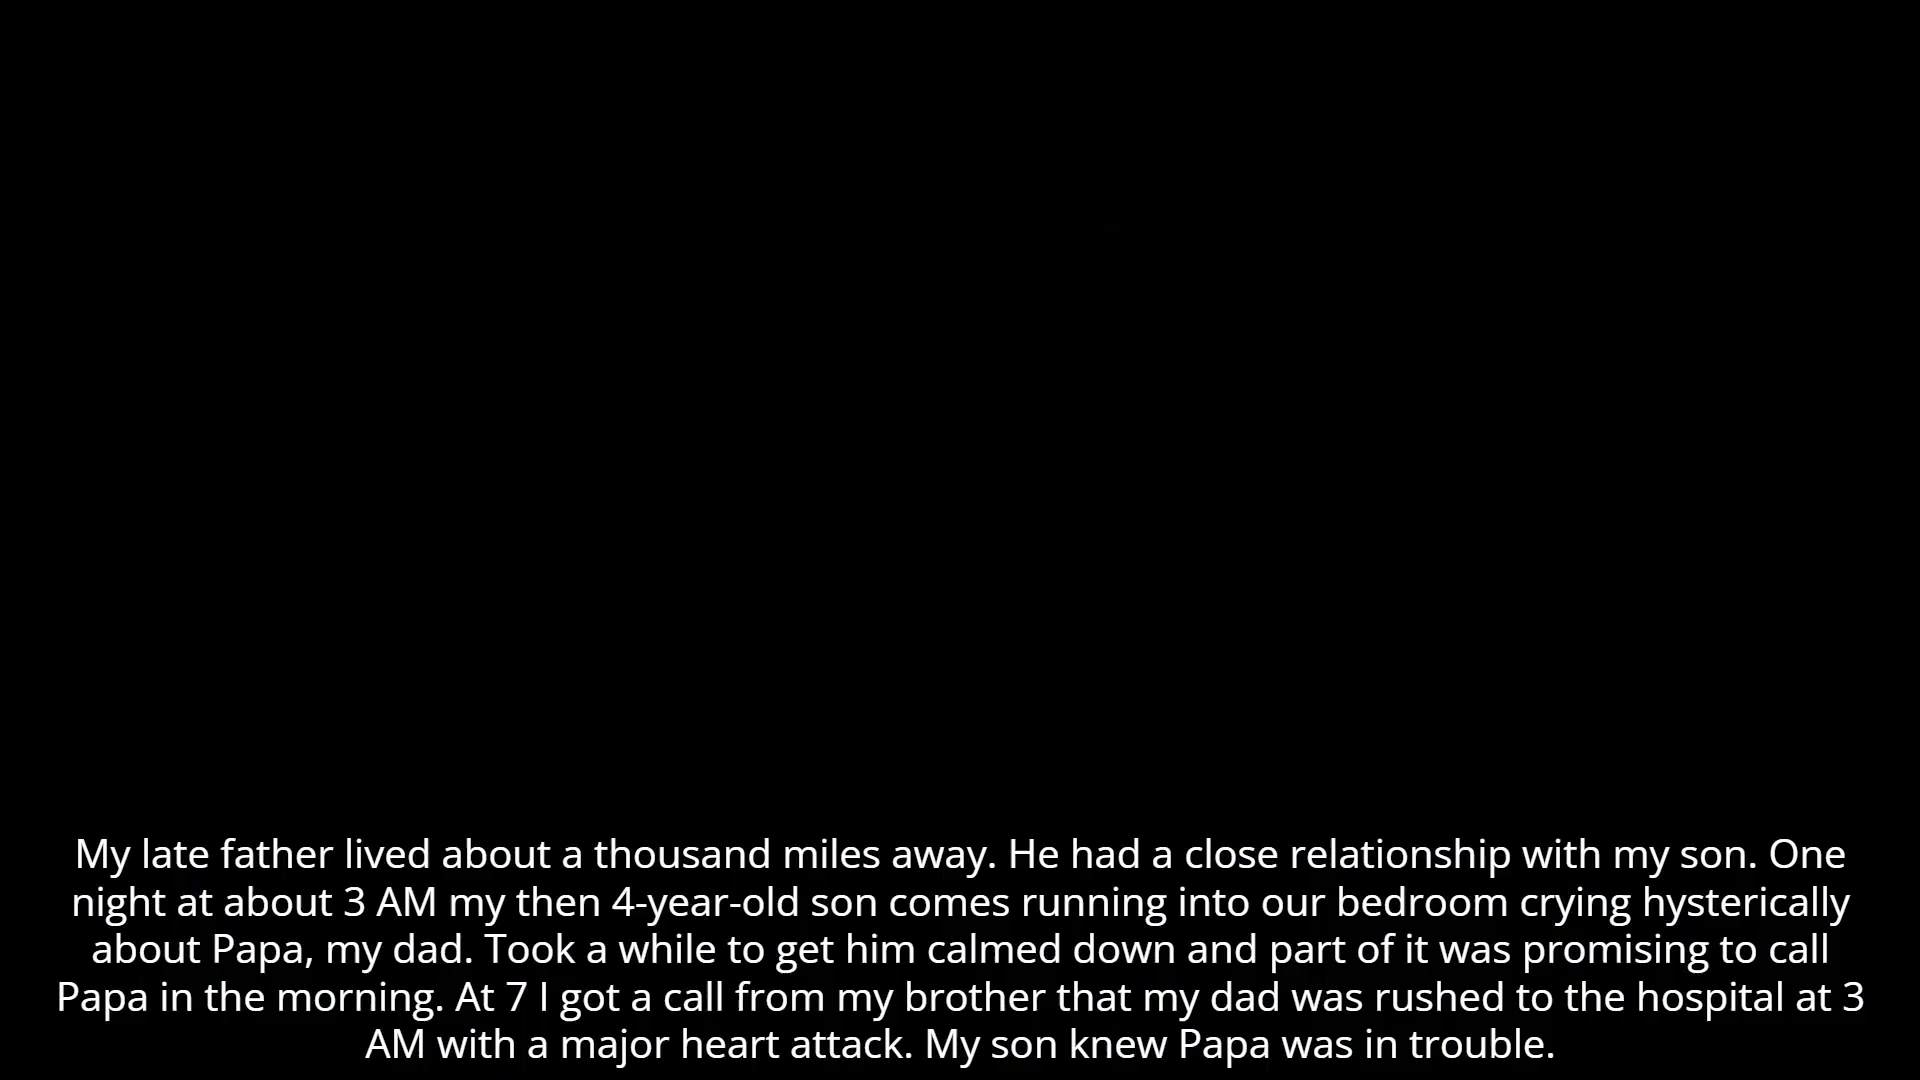 My late father lived about a thousand miles away. He had a close relationship with my son. One
night at about 3 AM my then 4-year-old son comes running into our bedroom crying hysterically
about Papa, my dad. Took a while to get him calmed down and part of it was promising to call
Papa in the morning. At 7 I got a call from my brother that my dad was rushed to the hospital at 3
AM with a major heart attack. My son knew Papa was in trouble.